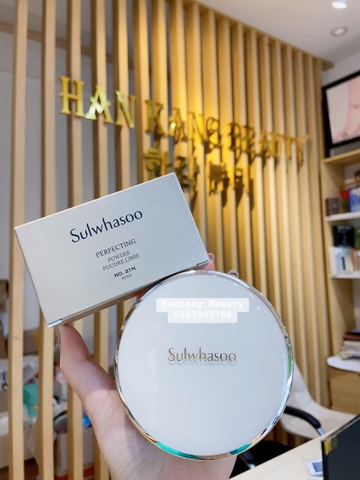 HAN KANG BEAUTY
Sulwhasoo
PERFECTING
POWDER
POUDRE LIBRE
NO. 21N
Hankang Beauty
0947905788
Sulwhasoo